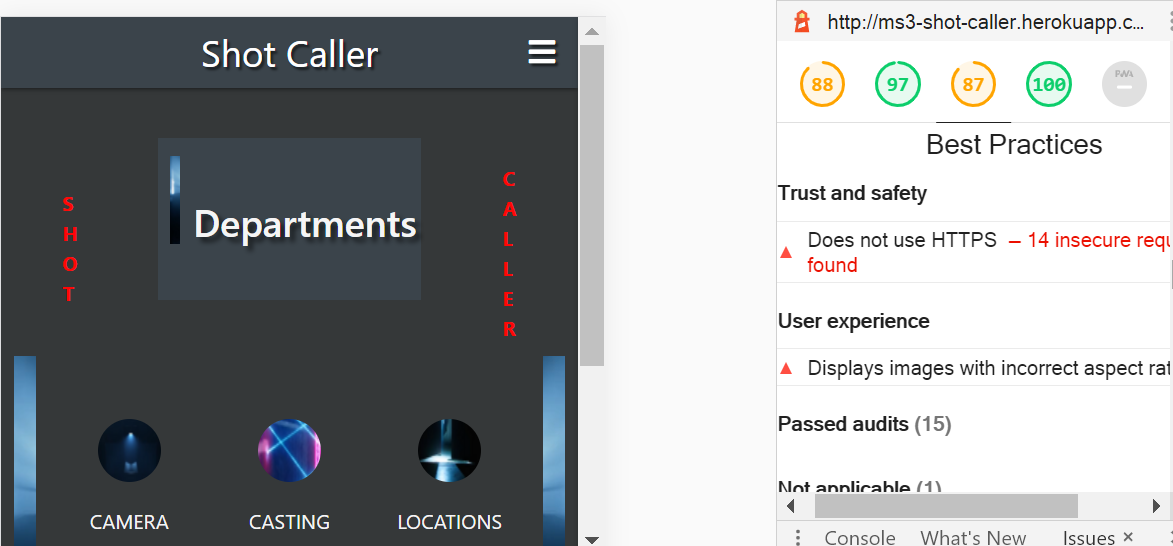 Shot Caller
Departments
SHOT
CALLER
CAMERA
CASTING
LOCATIONS
http://ms3-shot-caller.herokuapp.c...
88
97
87
100
PWA
Best Practices
Trust and safety
Does not use HTTPS – 14 insecure requ
found
User experience
Displays images with incorrect aspect rat
Passed audits (15)
Not applicable (1)
Console
What's New
Issues ×